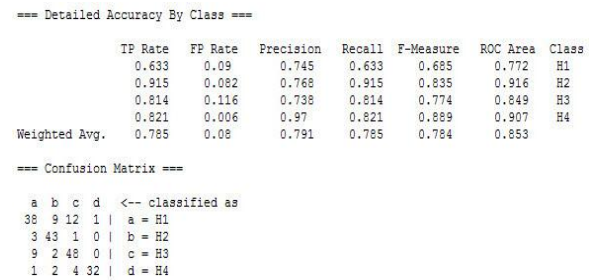 === Detailed Accuracy By Class ===
TP Rate FP Rate Precision Recall F-Measure ROC Area Class
0.633 0.09 0.745 0.633 0.685 0.772 H1
0.915 0.082 0.768 0.915 0.835 0.916 H2
0.814 0.116 0.738 0.814 0.774 0.849 H3
0.821 0.006 0.97 0.821 0.889 0.907 H4
Weighted Avg. 0.785 0.08 0.791 0.785 0.784 0.853
=== Confusion Matrix ===
a b c d <-- classified as
38 9 12 1 | a = H1
3 43 1 0 | b = H2
9 2 48 0 | c = H3
1 2 4 32 | d = H4